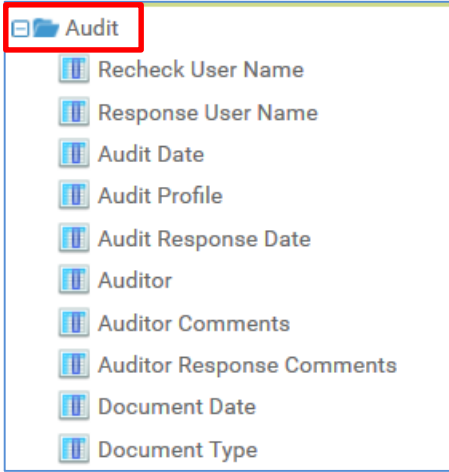 Audit
Recheck User Name
Response User Name
Audit Date
Audit Profile
Audit Response Date
Auditor
Auditor Comments
Auditor Response Comments
Document Date
Document Type